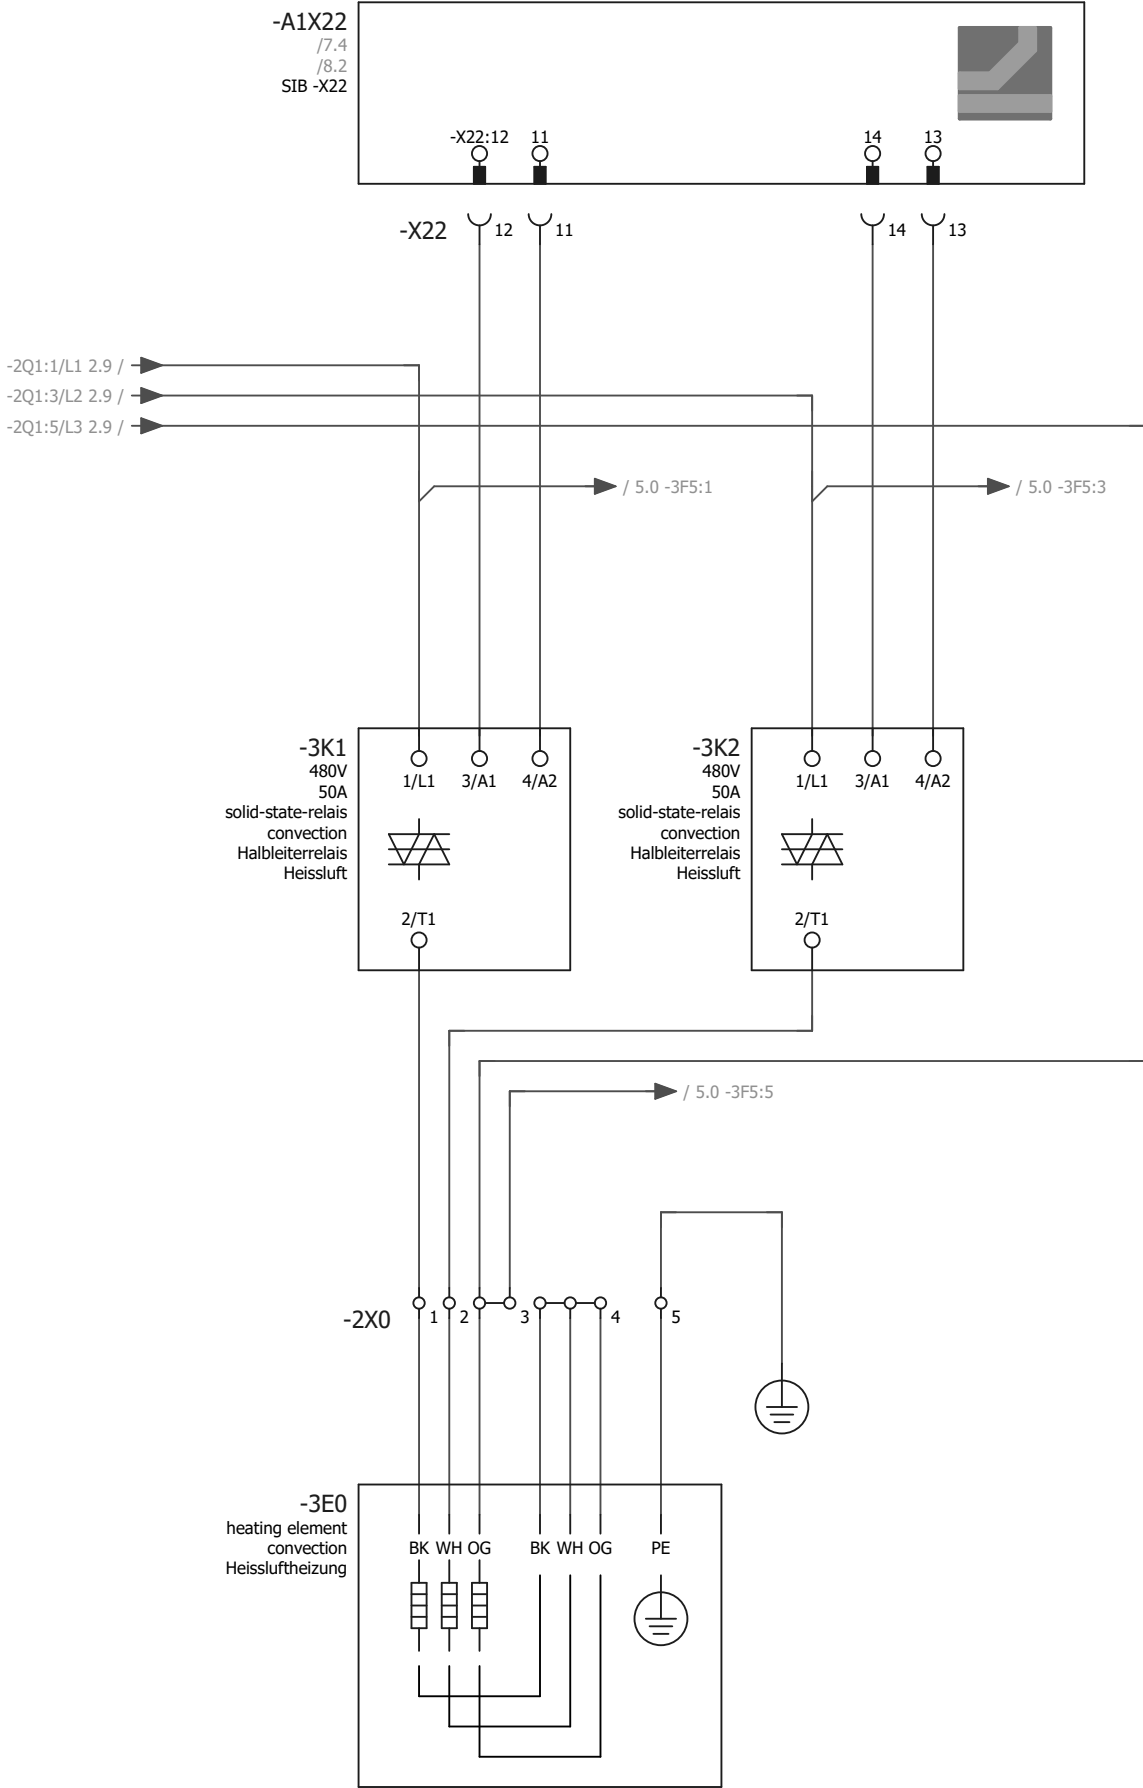 -A1X22
/7.4
/8.2
SIB -X22
-X22:12 11 14 13
-X22 12 11 14 13
-2Q1:1/L1 2.9 /
-2Q1:3/L2 2.9 /
-2Q1:5/L3 2.9 /
/ 5.0 -3F5:1 / 5.0 -3F5:3
-3K1
480V
50A
solid-state-relais
convection
Halbleiterrelais
Heissluft
1/L1 3/A1 4/A2
2/T1
-3K2
480V
50A
solid-state-relais
convection
Halbleiterrelais
Heissluft
1/L1 3/A1 4/A2
2/T1
/ 5.0 -3F5:5
-2X0 1 2 3 4 5
-3E0
heating element
convection
Heissluftheizung
BK WH OG BK WH OG PE